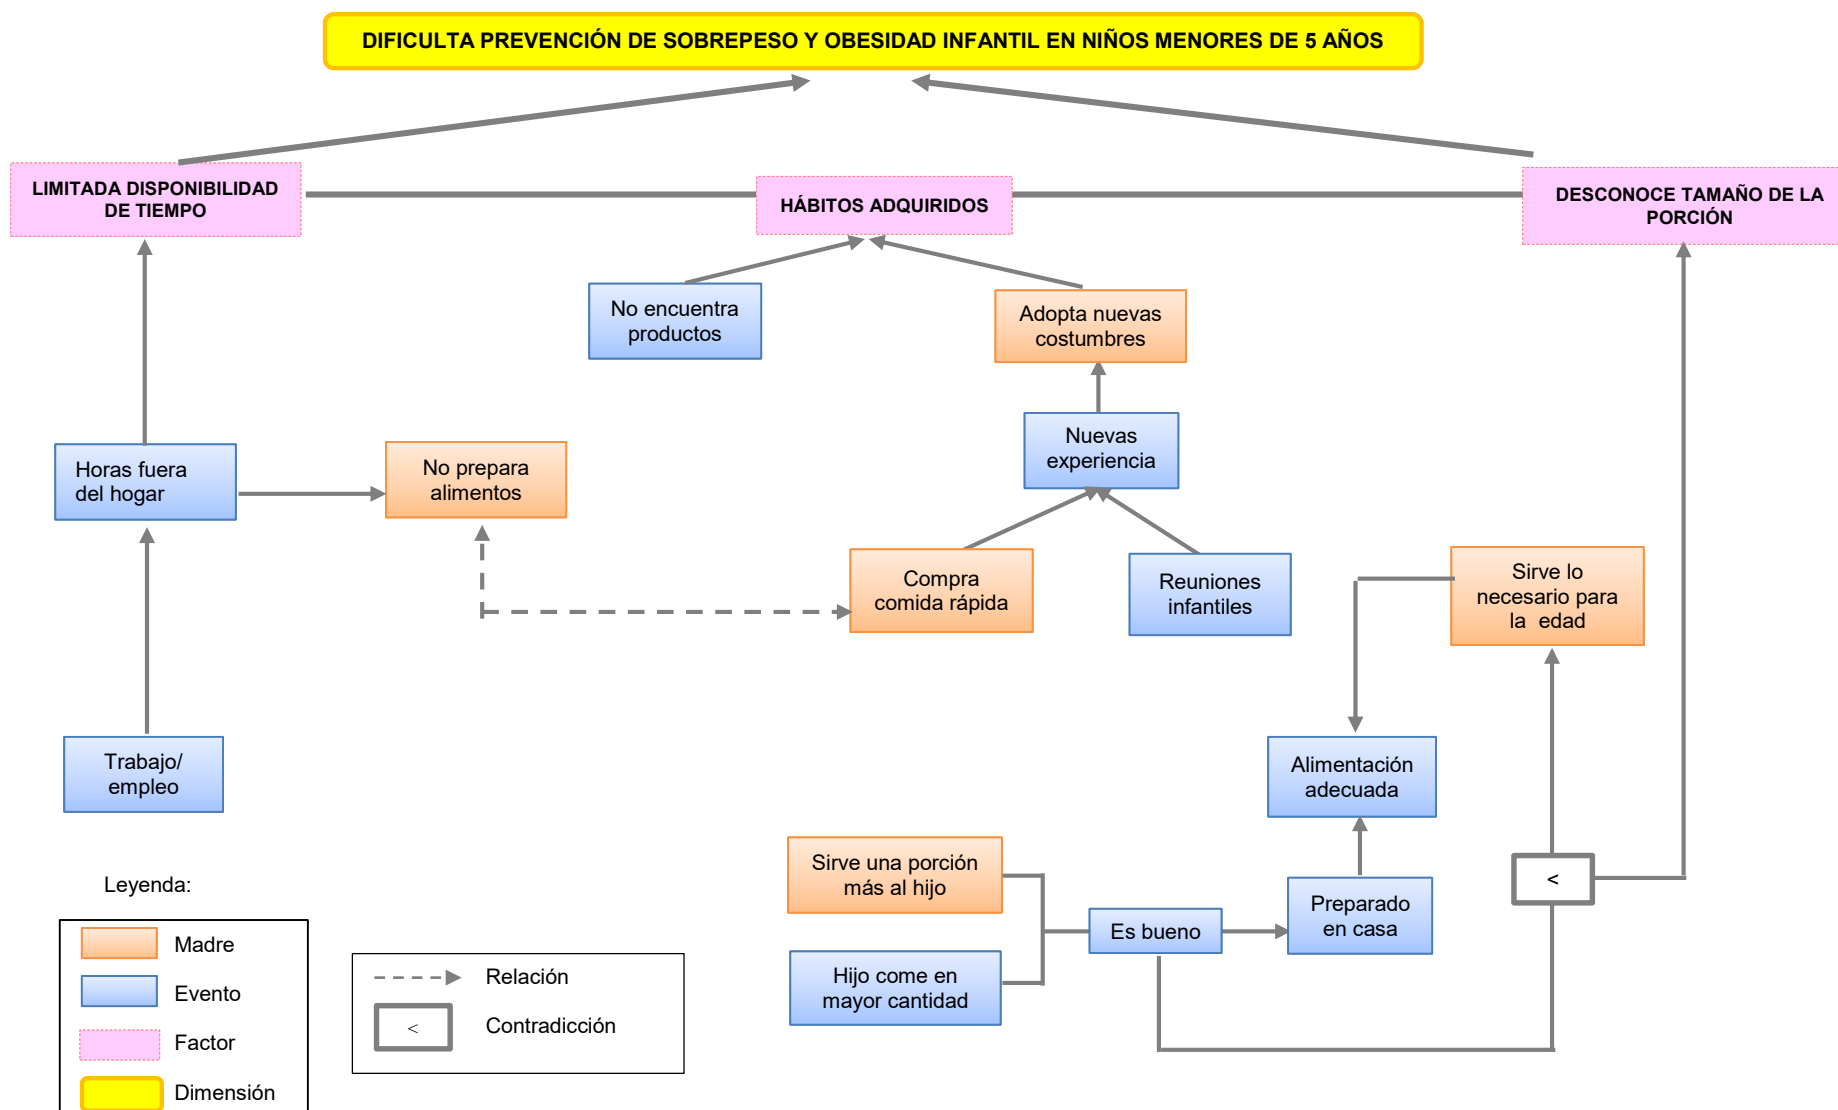 DIFICULTA PREVENCIÓN DE SOBREPESO Y OBESIDAD INFANTIL EN NIÑOS MENORES DE 5 AÑOS
LIMITADA DISPONIBILIDAD
DE TIEMPO
HÁBITOS ADQUIRIDOS
DESCONOCE TAMAÑO DE LA
PORCIÓN
No encuentra
productos
Adopta nuevas
costumbres
Horas fuera
del hogar
No prepara
alimentos
Nuevas
experiencia
Compra
comida rápida
Reuniones
infantiles
Sirve lo
necesario para
la  edad
Trabajo/
empleo
Alimentación
adecuada
Sirve una porción
más al hijo
Es bueno
Preparado
en casa
<
Hijo come en
mayor cantidad
Leyenda:
Madre
Evento
Factor
Dimensión
Relación
<
Contradicción